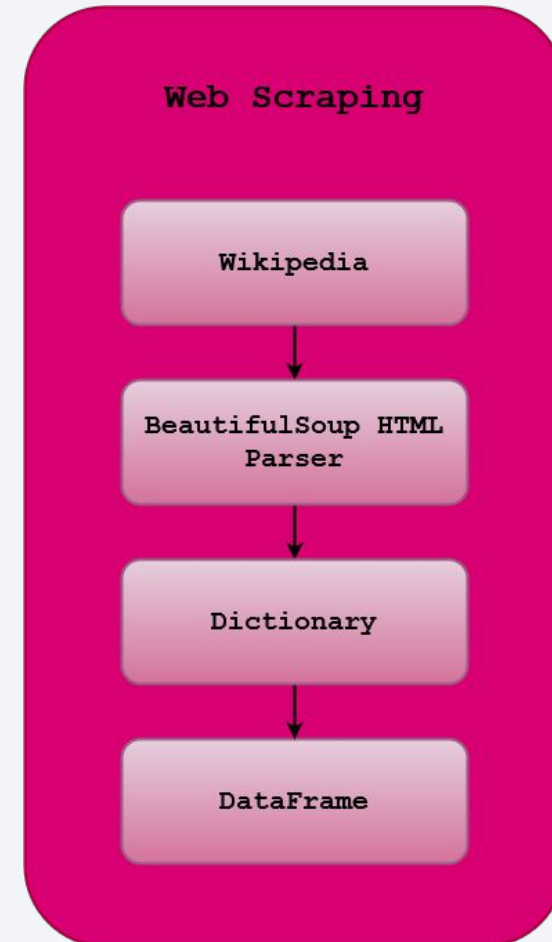 Web Scraping
Wikipedia
BeautifulSoup HTML
Parser
Dictionary
DataFrame